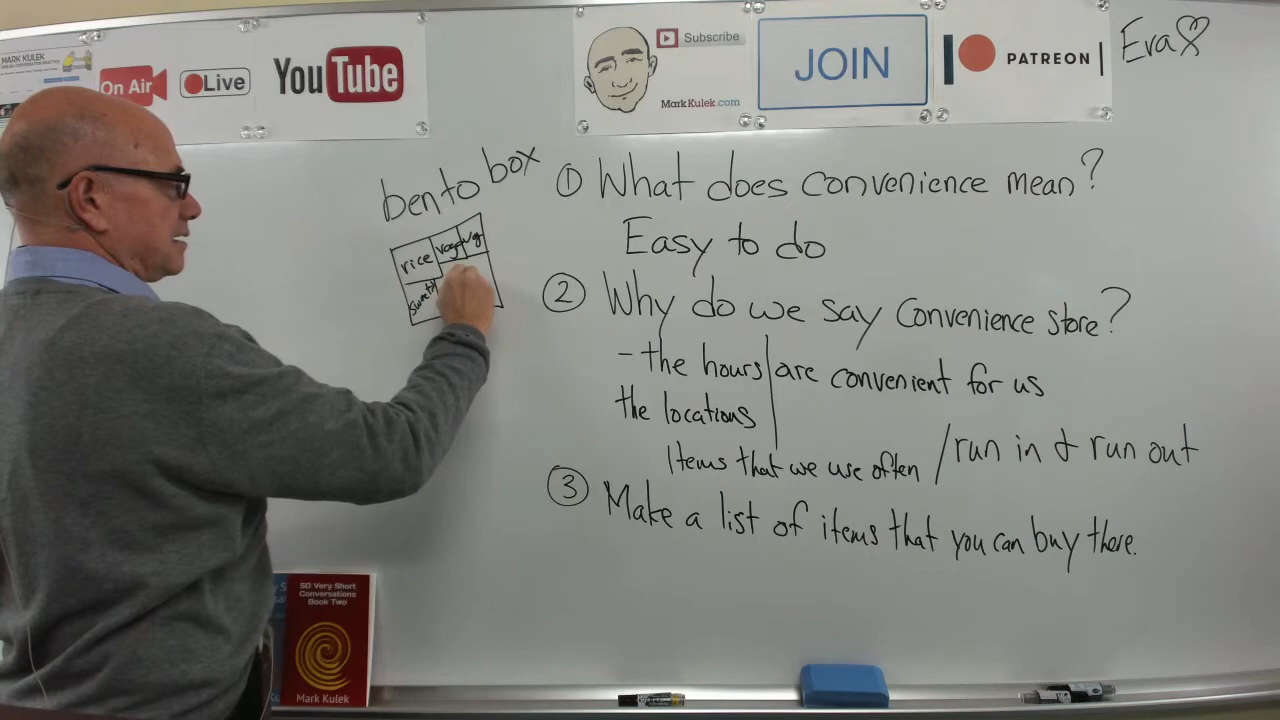 MARK KULEK
On Air
Live
YouTube
Subscribe
MarkKulek.com
JOIN
PATREON
Eva
bento box
rice
sweet
① What does convenience mean?
Easy to do
② Why do we say convenience store?
- the hours are convenient for us
the locations
Items that we use often / run in & run out
③ Make a list of items that you can buy there.
50 Very Short
Conversations
Book Two
Mark Kulek